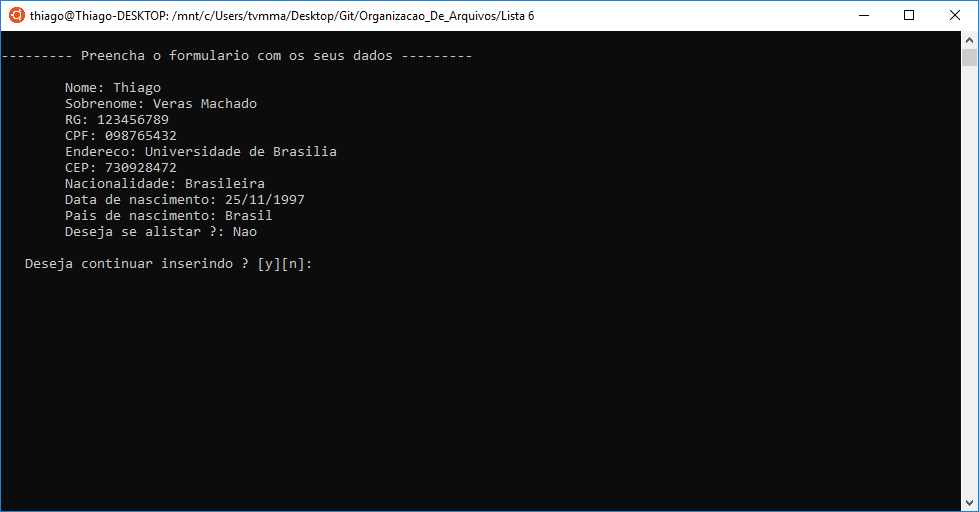 thiago@Thiago-DESKTOP: /mnt/c/Users/tvmma/Desktop/Git/Organizacao_De_Arquivos/Lista 6
--------- Preencha o formulario com os seus dados ---------
Nome: Thiago
Sobrenome: Veras Machado
RG: 123456789
CPF: 098765432
Endereco: Universidade de Brasilia
CEP: 730928472
Nacionalidade: Brasileira
Data de nascimento: 25/11/1997
Pais de nascimento: Brasil
Deseja se alistar ?: Nao
Deseja continuar inserindo ? [y][n]: